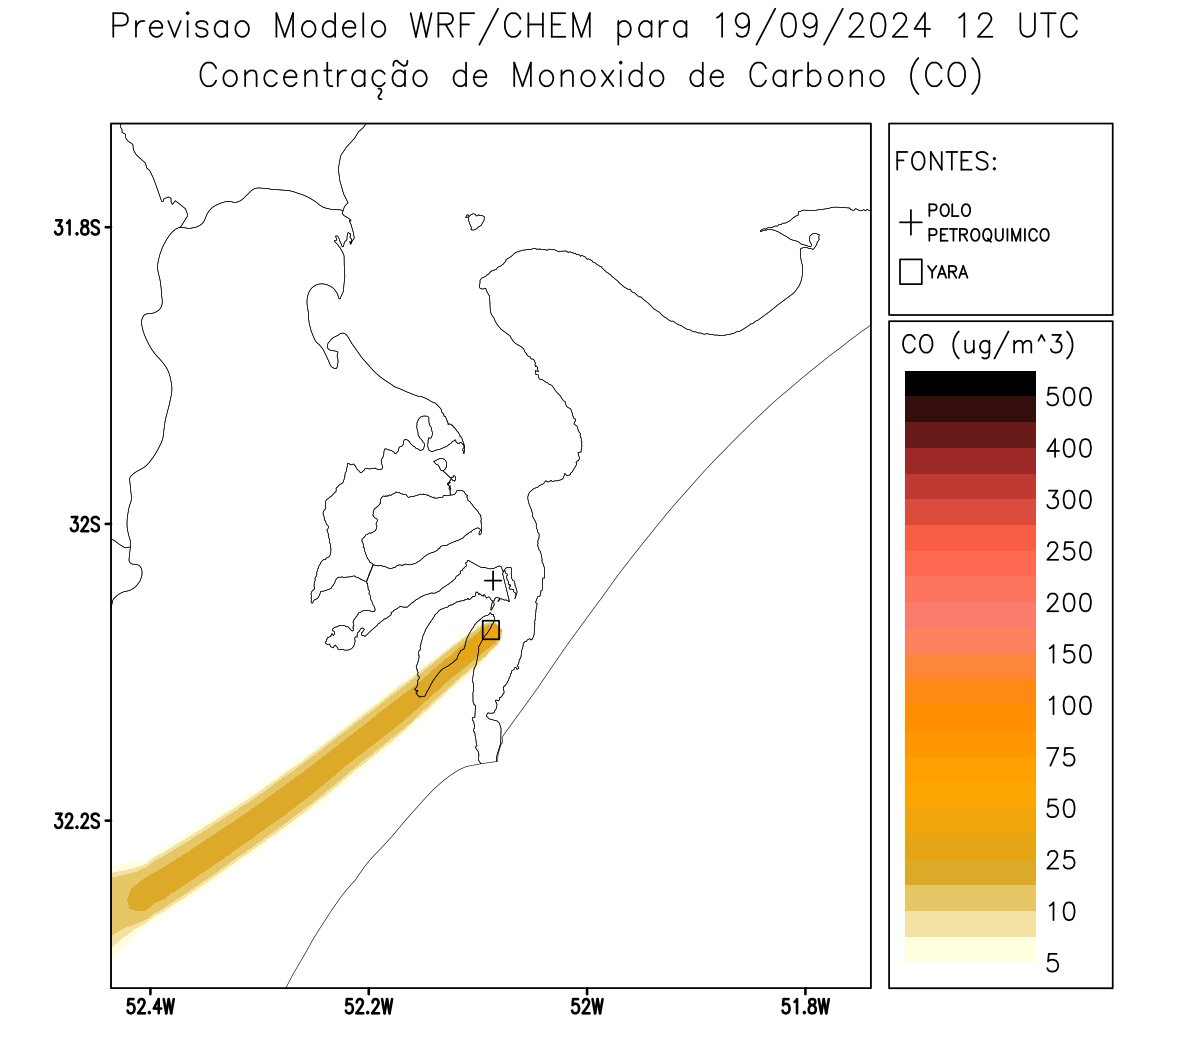 Previsao Modelo WRF/CHEM para 19/09/2024 12 UTC
Concentração de Monoxido de Carbono (CO)
FONTES:
POLO
PETROQUIMICO
YARA
CO (ug/m^3)
500
400
300
250
200
150
100
75
50
25
10
5
31.8S
32S
32.2S
52.4W
52.2W
52W
51.8W